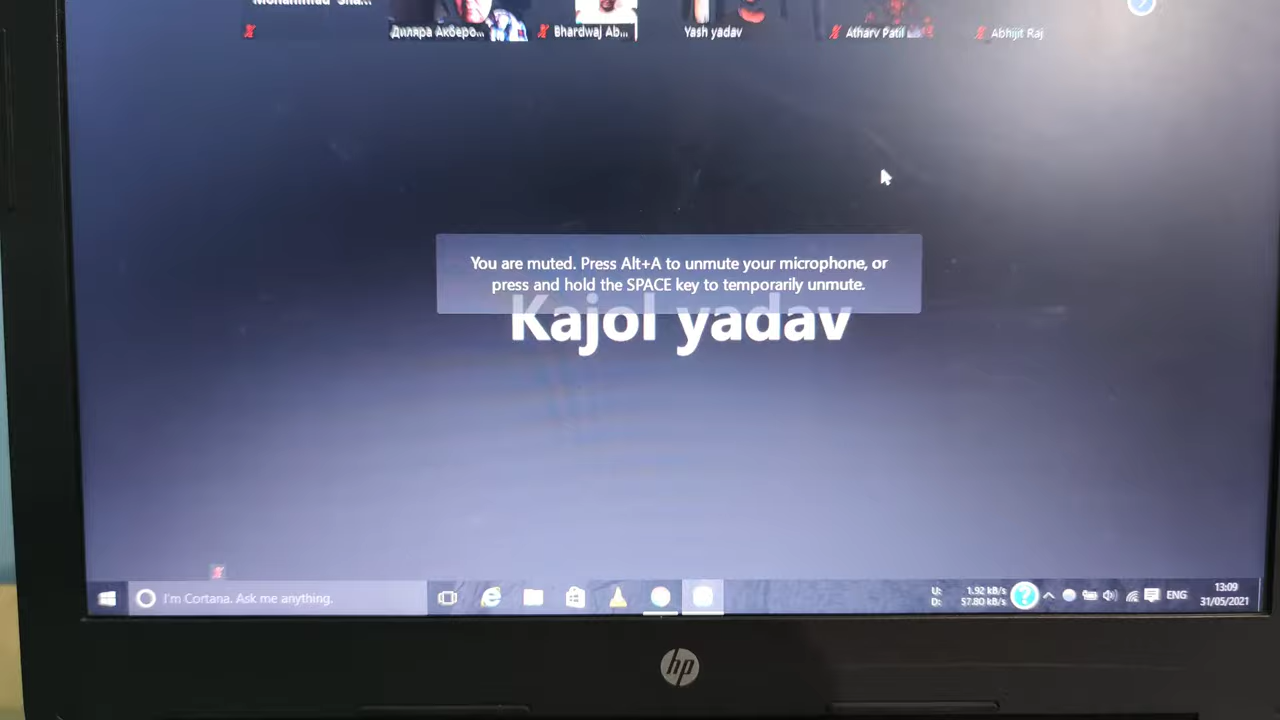 Mohammad Sha...
Диляра Акберо...
Bhardwaj Ab...
Yash yadav
Atharv Patil
Abhijit Raj
You are muted. Press Alt+A to unmute your microphone, or
press and hold the SPACE key to temporarily unmute.
Kajol yadav
I'm Cortana. Ask me anything.
U: 1.92 kB/s
D: 57.80 kB/s
ENG
13:09
31/05/2021
hp